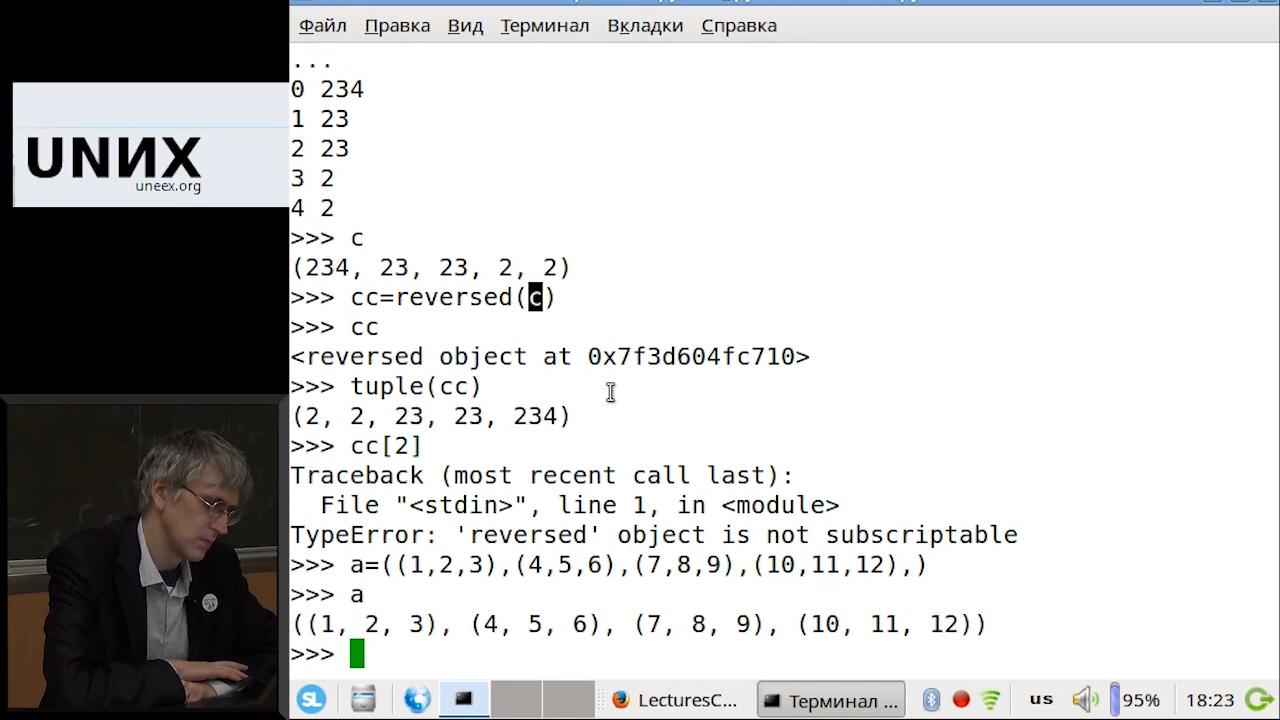 Файл Правка Вид Терминал Вкладки Справка
...
0 234
1 23
2 23
3 2
4 2
>>> c
(234, 23, 23, 2, 2)
>>> cc=reversed(c)
>>> cc
<reversed object at 0x7f3d604fc710>
>>> tuple(cc)
(2, 2, 23, 23, 234)
>>> cc[2]
Traceback (most recent call last):
  File "<stdin>", line 1, in <module>
TypeError: 'reversed' object is not subscriptable
>>> a=((1,2,3),(4,5,6),(7,8,9),(10,11,12),)
>>> a
((1, 2, 3), (4, 5, 6), (7, 8, 9), (10, 11, 12))
>>>
UNИX
uneex.org
SL LecturesC... Терминал ... us 95% 18:23